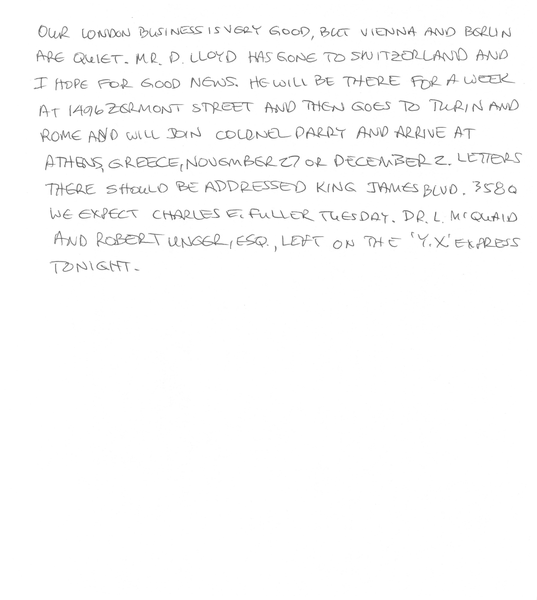 OUR LONDON BUSINESS IS VERY GOOD, BUT VIENNA AND BERLIN
ARE QUIET. MR. D. LLOYD HAS GONE TO SWITZERLAND AND
I HOPE FOR GOOD NEWS. HE WILL BE THERE FOR A WEEK
AT 1496 ZERMONT STREET AND THEN GOES TO TURIN AND
ROME AND WILL JOIN COLONEL PARRY AND ARRIVE AT
ATHENS, GREECE, NOVEMBER 27 OR DECEMBER 2. LETTERS
THERE SHOULD BE ADDRESSED KING JAMES BLVD. 3580
WE EXPECT CHARLES E. FULLER TUESDAY. DR. L. MCQUAID
AND ROBERT UNGER, ESQ., LEFT ON THE 'Y.X' EXPRESS
TONIGHT.